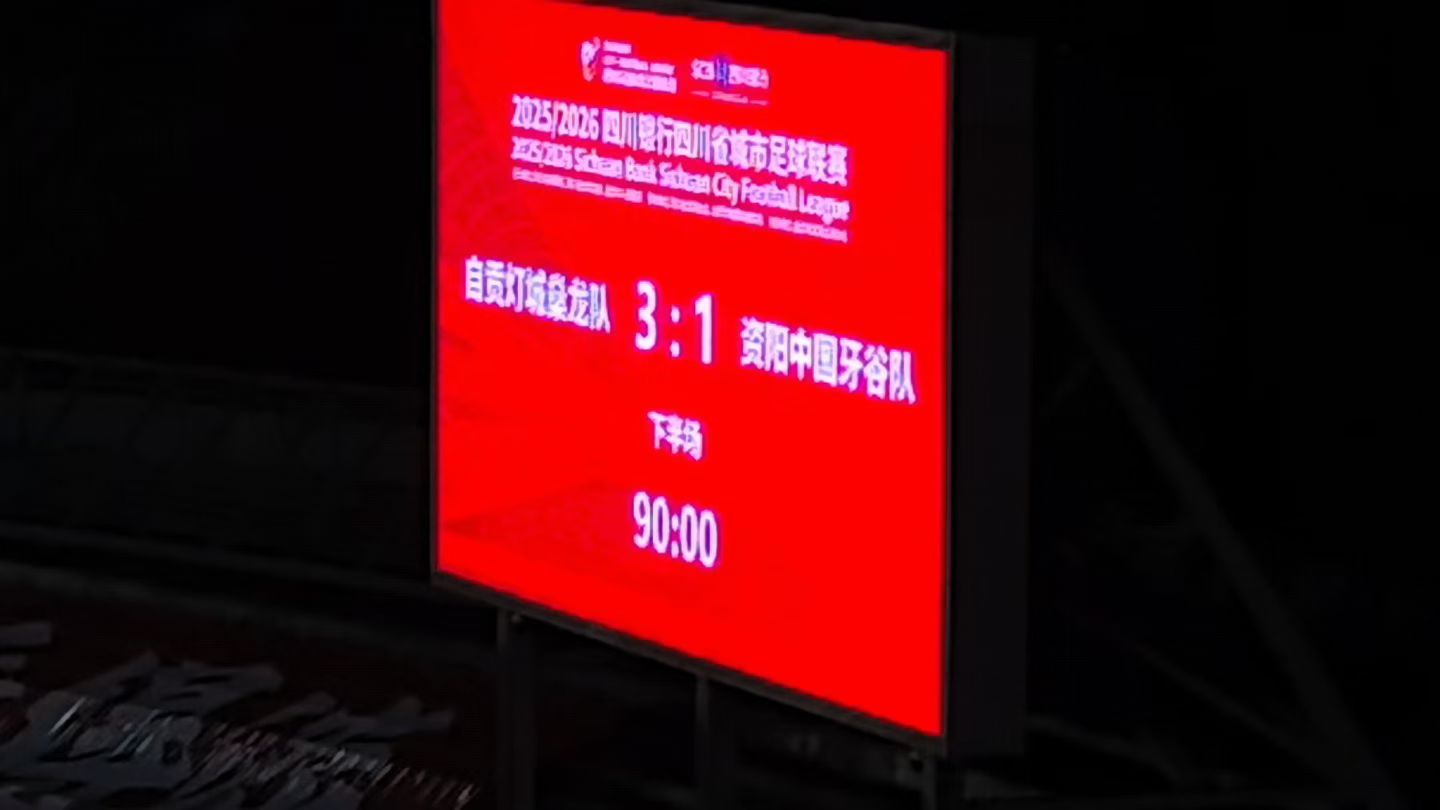 2025/2026 四川银行四川省城市足球联赛
2025/2026 Sichuan Bank Sichuan City Football League
自贡灯城燊龙队 3:1 资阳中国牙谷队
下半场
90:00